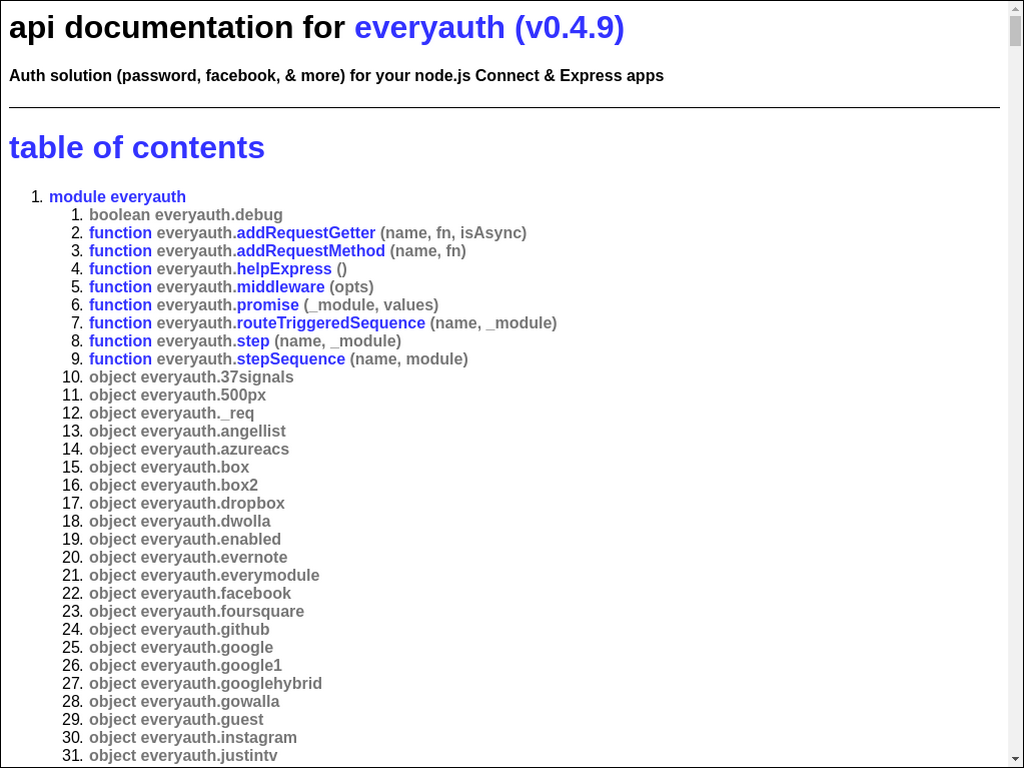 api documentation for everyauth (v0.4.9)
Auth solution (password, facebook, & more) for your node.js Connect & Express apps
table of contents
1. module everyauth
1. boolean everyauth.debug
2. function everyauth.addRequestGetter (name, fn, isAsync)
3. function everyauth.addRequestMethod (name, fn)
4. function everyauth.helpExpress ()
5. function everyauth.middleware (opts)
6. function everyauth.promise (_module, values)
7. function everyauth.routeTriggeredSequence (name, _module)
8. function everyauth.step (name, _module)
9. function everyauth.stepSequence (name, module)
10. object everyauth.37signals
11. object everyauth.500px
12. object everyauth._req
13. object everyauth.angellist
14. object everyauth.azureacs
15. object everyauth.box
16. object everyauth.box2
17. object everyauth.dropbox
18. object everyauth.dwolla
19. object everyauth.enabled
20. object everyauth.evernote
21. object everyauth.everymodule
22. object everyauth.facebook
23. object everyauth.foursquare
24. object everyauth.github
25. object everyauth.google
26. object everyauth.google1
27. object everyauth.googlehybrid
28. object everyauth.gowalla
29. object everyauth.guest
30. object everyauth.instagram
31. object everyauth.justintv